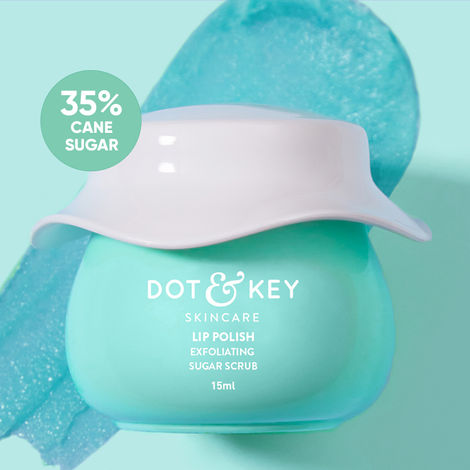 35%
CANE
SUGAR
DOT & KEY
SKINCARE
LIP POLISH
EXFOLIATING
SUGAR SCRUB
15ml